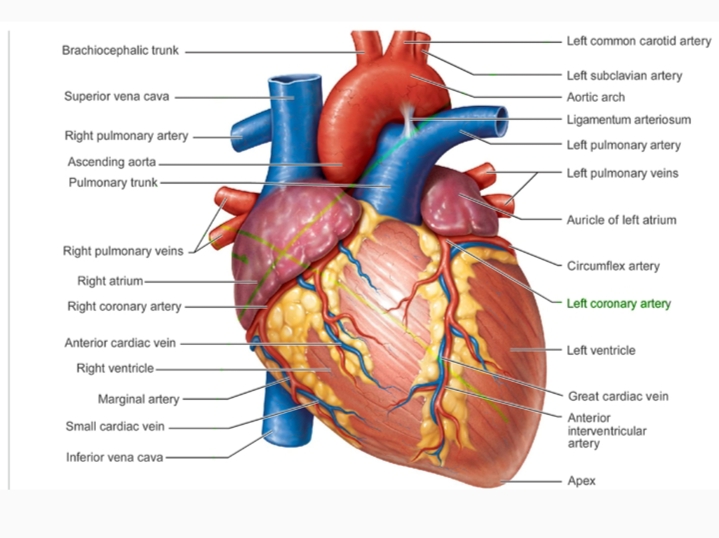 Brachiocephalic trunk
Superior vena cava
Right pulmonary artery
Ascending aorta
Pulmonary trunk
Right pulmonary veins
Right atrium
Right coronary artery
Anterior cardiac vein
Right ventricle
Marginal artery
Small cardiac vein
Inferior vena cava
Left common carotid artery
Left subclavian artery
Aortic arch
Ligamentum arteriosum
Left pulmonary artery
Left pulmonary veins
Auricle of left atrium
Circumflex artery
Left coronary artery
Left ventricle
Great cardiac vein
Anterior
interventricular
artery
Apex